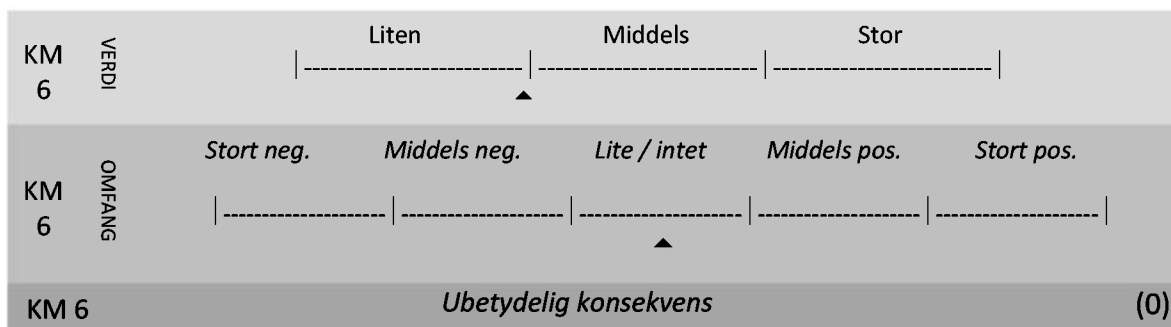 KM 6
VERDI
Liten Middels Stor
|-----------------------------|-----------------------------|-----------------------------|
KM 6
OMFANG
Stort neg. Middels neg. Lite / intet Middels pos. Stort pos.
|---------------------|---------------------|---------------------|---------------------|---------------------|
KM 6 Ubetydelig konsekvens (0)